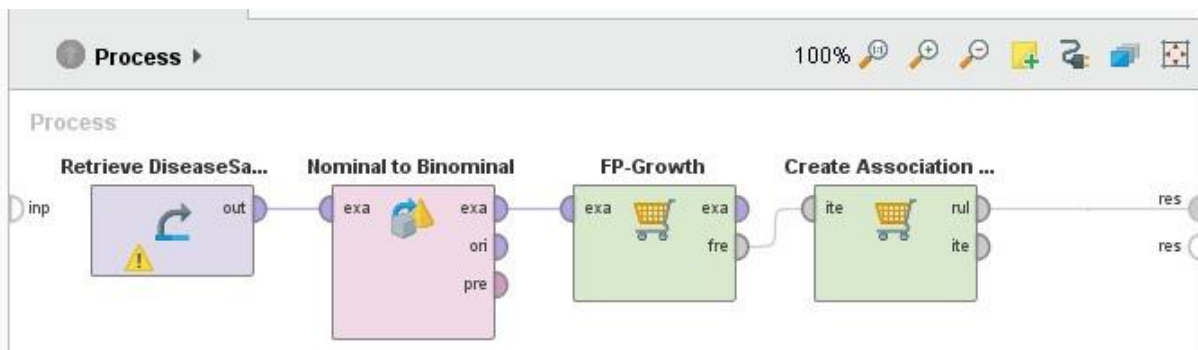 Process
100%
Process
Retrieve DiseaseSa...
Nominal to Binominal
FP-Growth
Create Association ...
inp
out
exa
exa
exa
exa
ite
rul
res
ori
fre
ite
res
pre